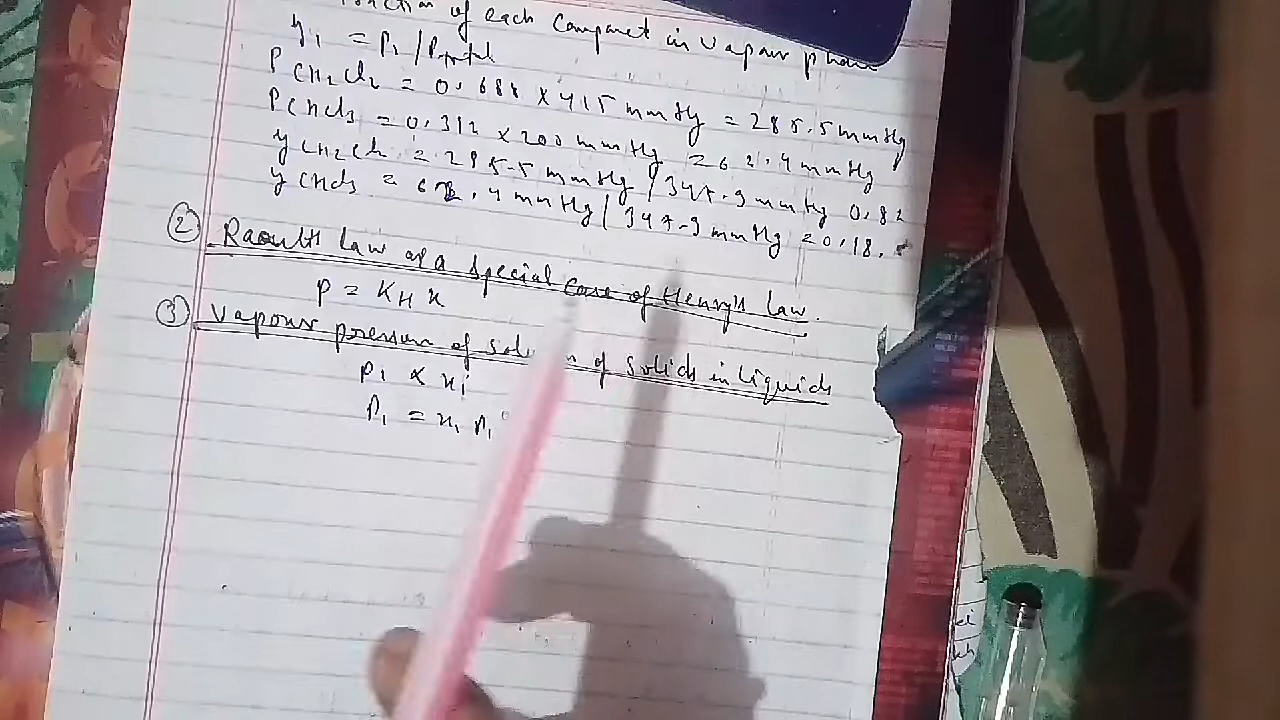 of each Componet in Vapour phase
y₁ = P₁ / Ptotal
P CH₂Cl₂ = 0.688 × 415 mmHg = 285.5 mmHg
P CHCl₃ = 0.312 × 200 mmHg = 62.4 mmHg
y CH₂Cl₂ = 285.5 mmHg / 347.9 mmHg 0.82
y CHCl₃ = 62.4 mmHg / 347.9 mmHg = 0.18.
② Raoult's law as a special case of Henry's law.
P = KH x
③ Vapour pressure of of solids in liquids
P₁ ∝ x₁
P₁ = x₁ P₁°